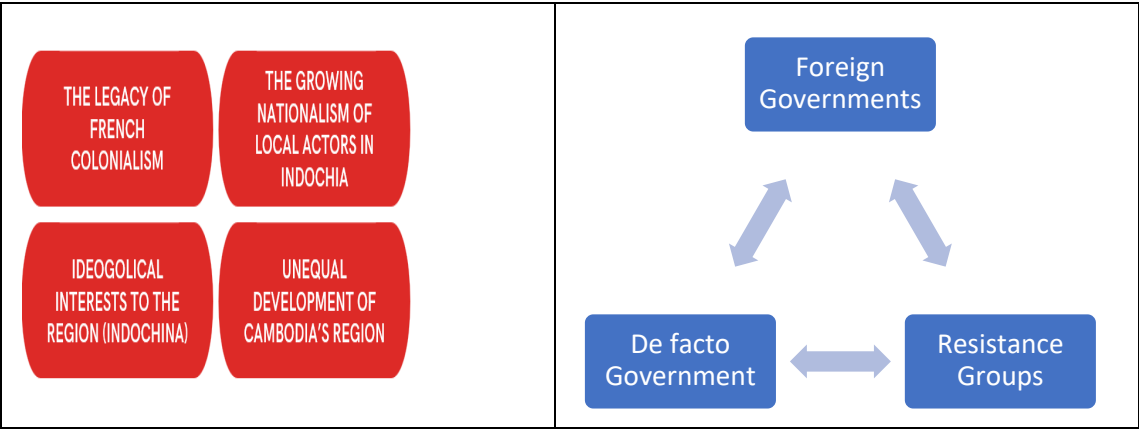 THE LEGACY OF
FRENCH
COLONIALISM
THE GROWING
NATIONALISM OF
LOCAL ACTORS IN
INDOCHIA
IDEOGOLICAL
INTERESTS TO THE
REGION (INDOCHINA)
UNEQUAL
DEVELOPMENT OF
CAMBODIA'S REGION
Foreign
Governments
De facto
Government
Resistance
Groups